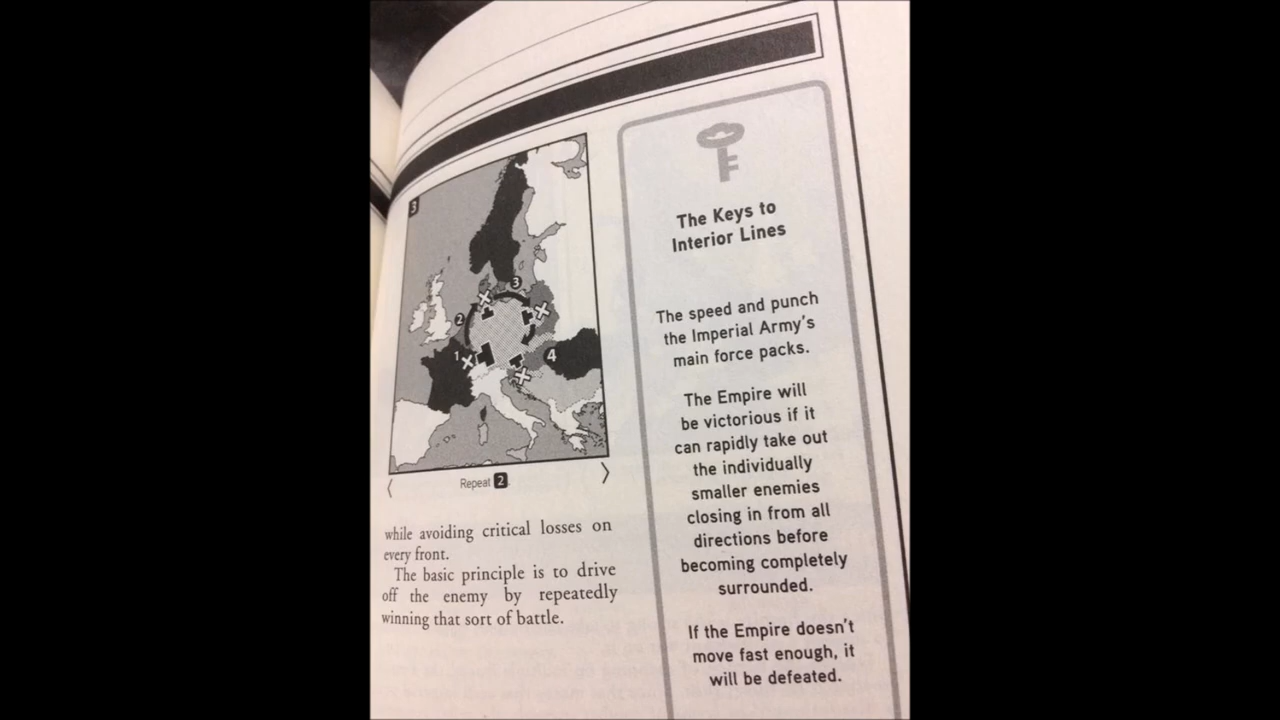 3
3
2
1
4
Repeat 2.
while avoiding critical losses on
every front.
The basic principle is to drive
off the enemy by repeatedly
winning that sort of battle.
The Keys to
Interior Lines
The speed and punch
the Imperial Army's
main force packs.
The Empire will
be victorious if it
can rapidly take out
the individually
smaller enemies
closing in from all
directions before
becoming completely
surrounded.
If the Empire doesn't
move fast enough, it
will be defeated.